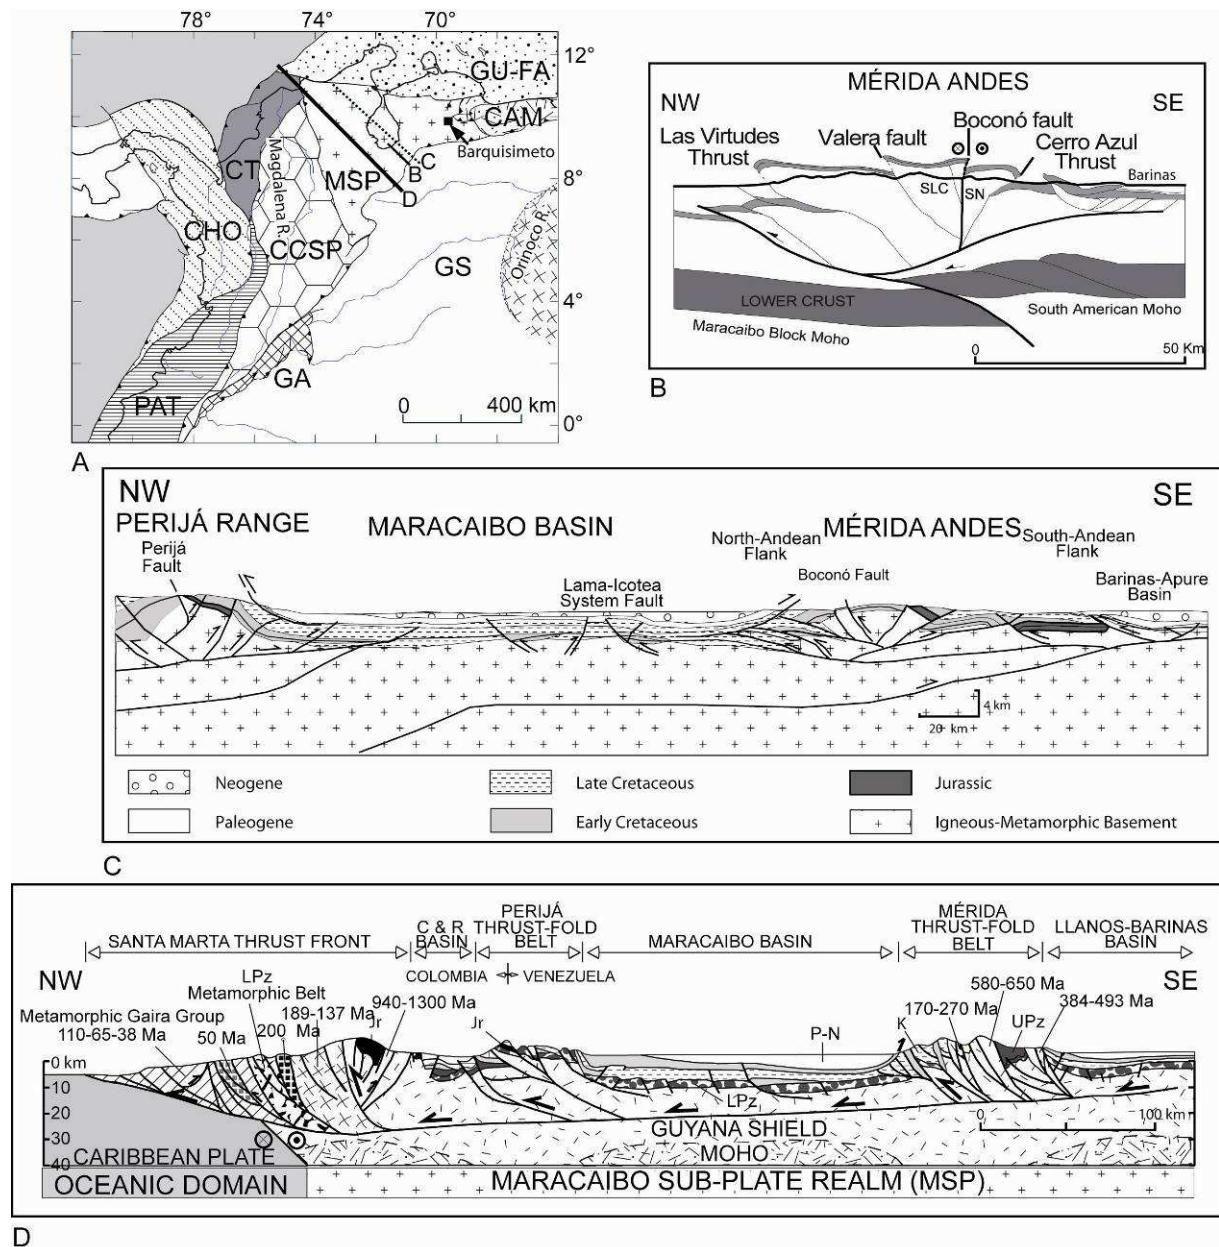 78° 74° 70°
12°
GU-FA
CAM
Barquisimeto
CT
Magdalena R.
MSP
C
B
D
8°
CHO
CCSP
GS
Orinoco R.
4°
GA
PAT
0 400 km
0°
A
MÉRIDA ANDES
NW SE
Las Virtudes
Thrust
Valera fault
Boconó fault
Cerro Azul
Thrust
Barinas
SLC SN
LOWER CRUST
Maracaibo Block Moho
South American Moho
0 50 Km
B
NW SE
PERIJÁ RANGE MARACAIBO BASIN MÉRIDA ANDES
Perijá
Fault
Lama-Icotea
System Fault
North-Andean
Flank
Boconó Fault
South-Andean
Flank
Barinas-Apure
Basin
4 km
20 km
Neogene Late Cretaceous Jurassic
Paleogene Early Cretaceous Igneous-Metamorphic Basement
C
SANTA MARTA THRUST FRONT
C & R
BASIN
PERIJÁ
THRUST-FOLD
BELT
MARACAIBO BASIN
MÉRIDA
THRUST-FOLD
BELT
LLANOS-BARINAS
BASIN
COLOMBIA VENEZUELA
NW SE
LPz
Metamorphic Belt
Metamorphic Gaira Group
110-65-38 Ma
50 Ma
200 Ma
189-137 Ma
Jr
940-1300 Ma
Jr
P-N
K
170-270 Ma
580-650 Ma
UPz
384-493 Ma
0 km
10
20
30
40
LPz
0 100 km
GUYANA SHIELD
MOHO
CARIBBEAN PLATE
OCEANIC DOMAIN
MARACAIBO SUB-PLATE REALM (MSP)
D